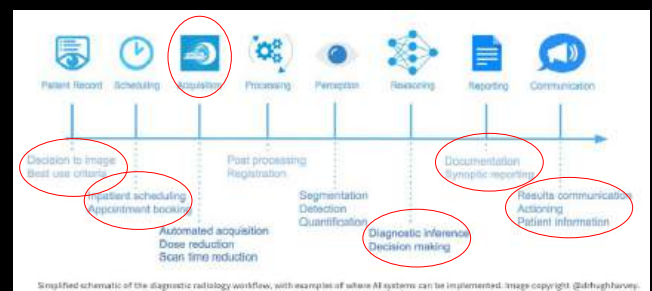 Patient Record
Scheduling
Acquisition
Processing
Perception
Reasoning
Reporting
Communication
Decision to image
Best use criteria
Inpatient scheduling
Appointment booking
Automated acquisition
Dose reduction
Scan time reduction
Post processing
Registration
Segmentation
Detection
Quantification
Diagnostic inference
Decision making
Documentation
Synoptic reporting
Results communication
Actioning
Patient information
Simplified schematic of the diagnostic radiology workflow, with examples of where AI systems can be implemented. Image copyright @drhughharvey.